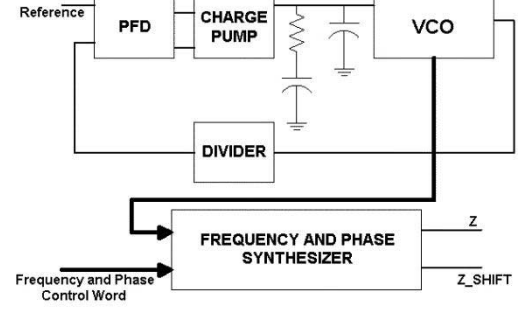 Reference
PFD
CHARGE
PUMP
VCO
DIVIDER
FREQUENCY AND PHASE
SYNTHESIZER
Z
Z_SHIFT
Frequency and Phase
Control Word